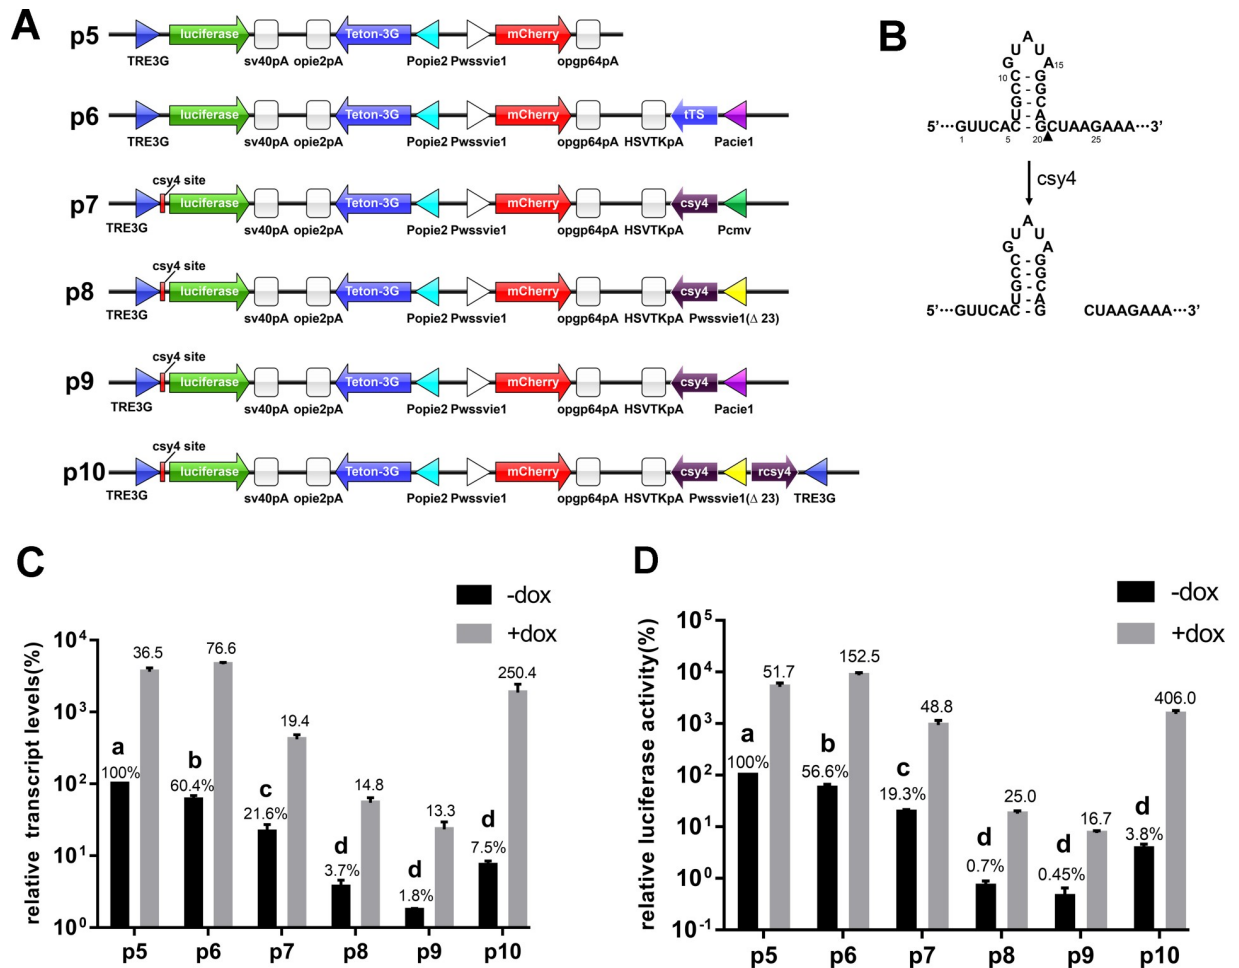 A
p5
luciferase
Teton-3G
mCherry
TRE3G
sv40pA
opie2pA
Popie2
Pwssvie1
opgp64pA
p6
luciferase
Teton-3G
mCherry
tTS
TRE3G
sv40pA
opie2pA
Popie2
Pwssvie1
opgp64pA
HSVTKpA
Pacie1
csy4 site
p7
luciferase
Teton-3G
mCherry
csy4
TRE3G
sv40pA
opie2pA
Popie2
Pwssvie1
opgp64pA
HSVTKpA
Pcmv
csy4 site
p8
luciferase
Teton-3G
mCherry
csy4
TRE3G
sv40pA
opie2pA
Popie2
Pwssvie1
opgp64pA
HSVTKpA
Pwssvie1(Δ 23)
csy4 site
p9
luciferase
Teton-3G
mCherry
csy4
TRE3G
sv40pA
opie2pA
Popie2
Pwssvie1
opgp64pA
HSVTKpA
Pacie1
csy4 site
p10
luciferase
Teton-3G
mCherry
csy4
rcsy4
TRE3G
sv40pA
opie2pA
Popie2
Pwssvie1
opgp64pA
HSVTKpA
Pwssvie1(Δ 23)
TRE3G
B
A
U U
G A 15
10 C - G
C - G
G - C
U - A
5'···GUUCAC - GCUAAGAAA···3'
1 5 20 25
csy4
A
U U
G A
C - G
C - G
G - C
U - A
5'···GUUCAC - G CUAAGAAA···3'
C
-dox
+dox
relative transcript levels(%)
10⁴
10³
10²
10¹
10⁰
a
100%
36.5
b
60.4%
76.6
c
21.6%
19.4
d
3.7%
14.8
d
1.8%
13.3
d
7.5%
250.4
p5 p6 p7 p8 p9 p10
D
-dox
+dox
relative luciferase activity(%)
10⁵
10⁴
10³
10²
10¹
10⁰
10⁻¹
a
100%
51.7
b
56.6%
152.5
c
19.3%
48.8
d
0.7%
25.0
d
0.45%
16.7
d
3.8%
406.0
p5 p6 p7 p8 p9 p10